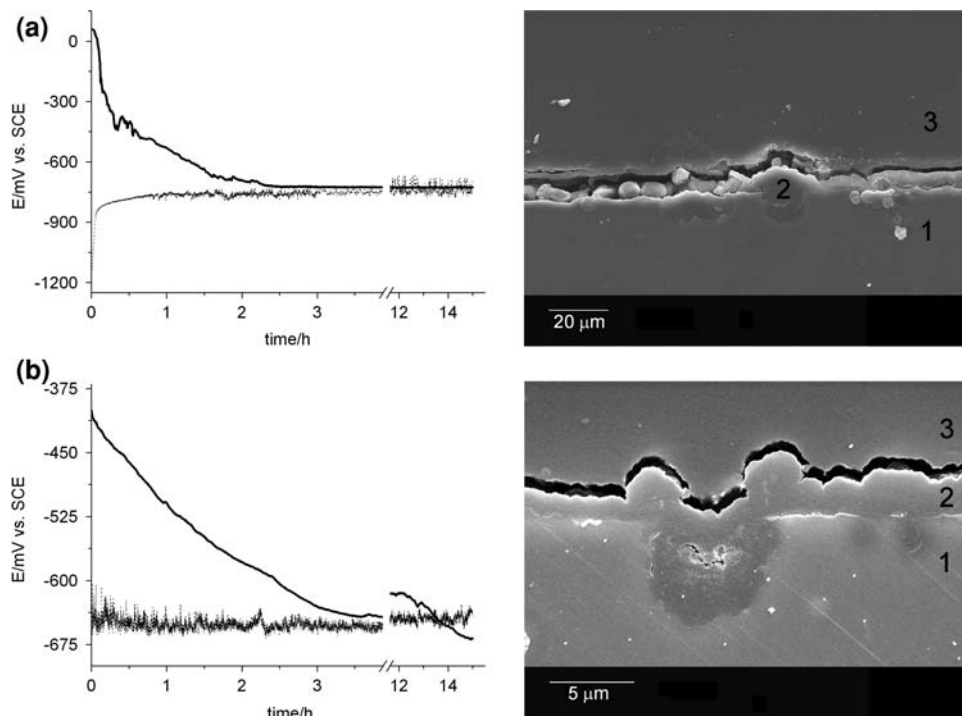 (a)
0
-300
-600
-900
-1200
E/mV vs. SCE
0 1 2 3 12 14
time/h
3
2
1
20 μm
(b)
-375
-450
-525
-600
-675
E/mV vs. SCE
0 1 2 3 12 14
time/h
3
2
1
5 μm